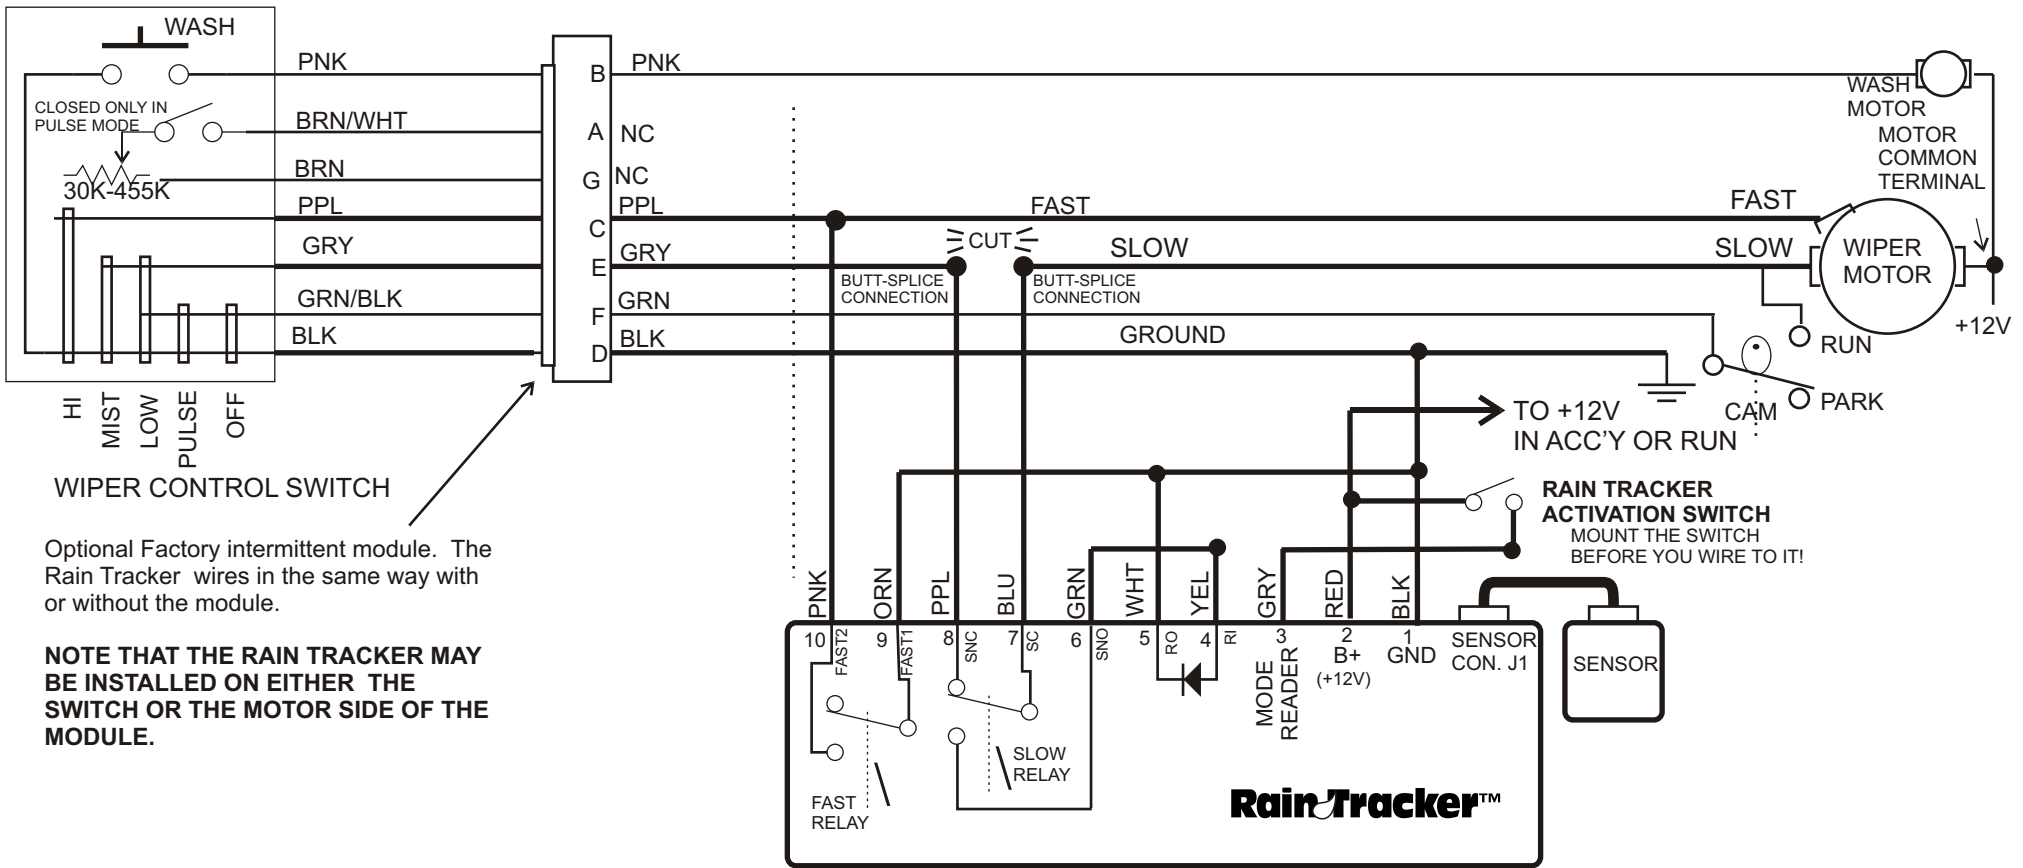 WASH
PNK
CLOSED ONLY IN
PULSE MODE
BRN/WHT
BRN
30K-455K
PPL
GRY
GRN/BLK
BLK
HI
MIST
LOW
PULSE
OFF
WIPER CONTROL SWITCH
Optional Factory intermittent module. The
Rain Tracker wires in the same way with
or without the module.
NOTE THAT THE RAIN TRACKER MAY
BE INSTALLED ON EITHER THE
SWITCH OR THE MOTOR SIDE OF THE
MODULE.
B PNK
A NC
G NC
C PPL
E GRY
F GRN
D BLK
FAST
CUT
SLOW
BUTT-SPLICE
CONNECTION
BUTT-SPLICE
CONNECTION
GROUND
WASH
MOTOR
MOTOR
COMMON
TERMINAL
FAST
SLOW
WIPER
MOTOR
+12V
RUN
CAM
PARK
TO +12V
IN ACC'Y OR RUN
RAIN TRACKER
ACTIVATION SWITCH
MOUNT THE SWITCH
BEFORE YOU WIRE TO IT!
PNK
ORN
PPL
BLU
GRN
WHT
YEL
GRY
RED
BLK
10 FAST2
9 FAST1
8 SNC
7 SC
6 SNO
5 RO
4 RI
3
MODE
READER
2
B+
(+12V)
1
GND
SENSOR
CON. J1
SENSOR
FAST
RELAY
SLOW
RELAY
RainTracker™